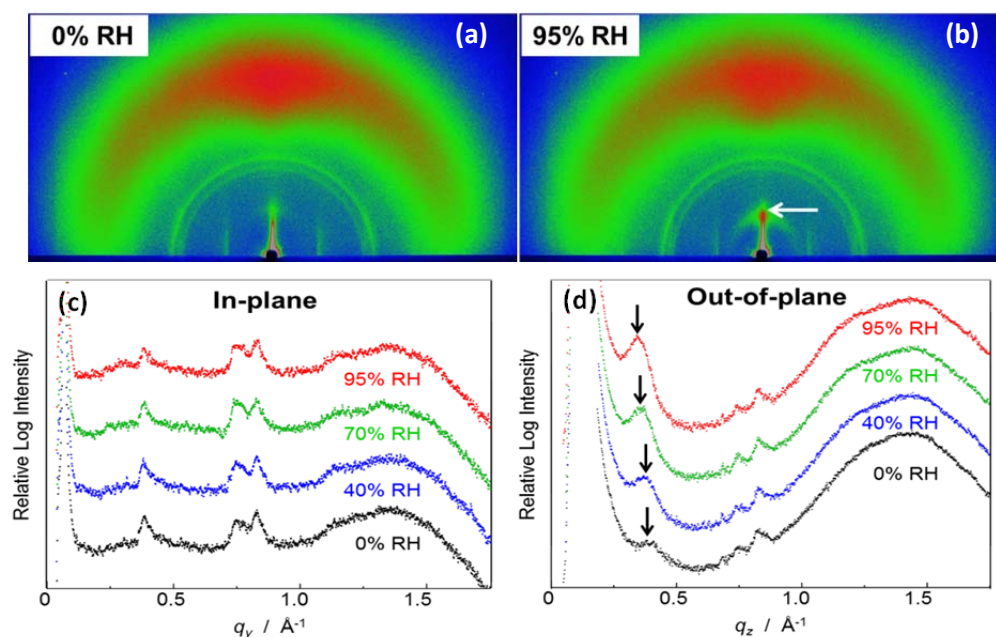 0% RH
(a)
95% RH
(b)
(c)
In-plane
95% RH
70% RH
40% RH
0% RH
Relative Log Intensity
0
0.5
1.0
1.5
qy / Å-1
(d)
Out-of-plane
95% RH
70% RH
40% RH
0% RH
Relative Log Intensity
0
0.5
1.0
1.5
qz / Å-1